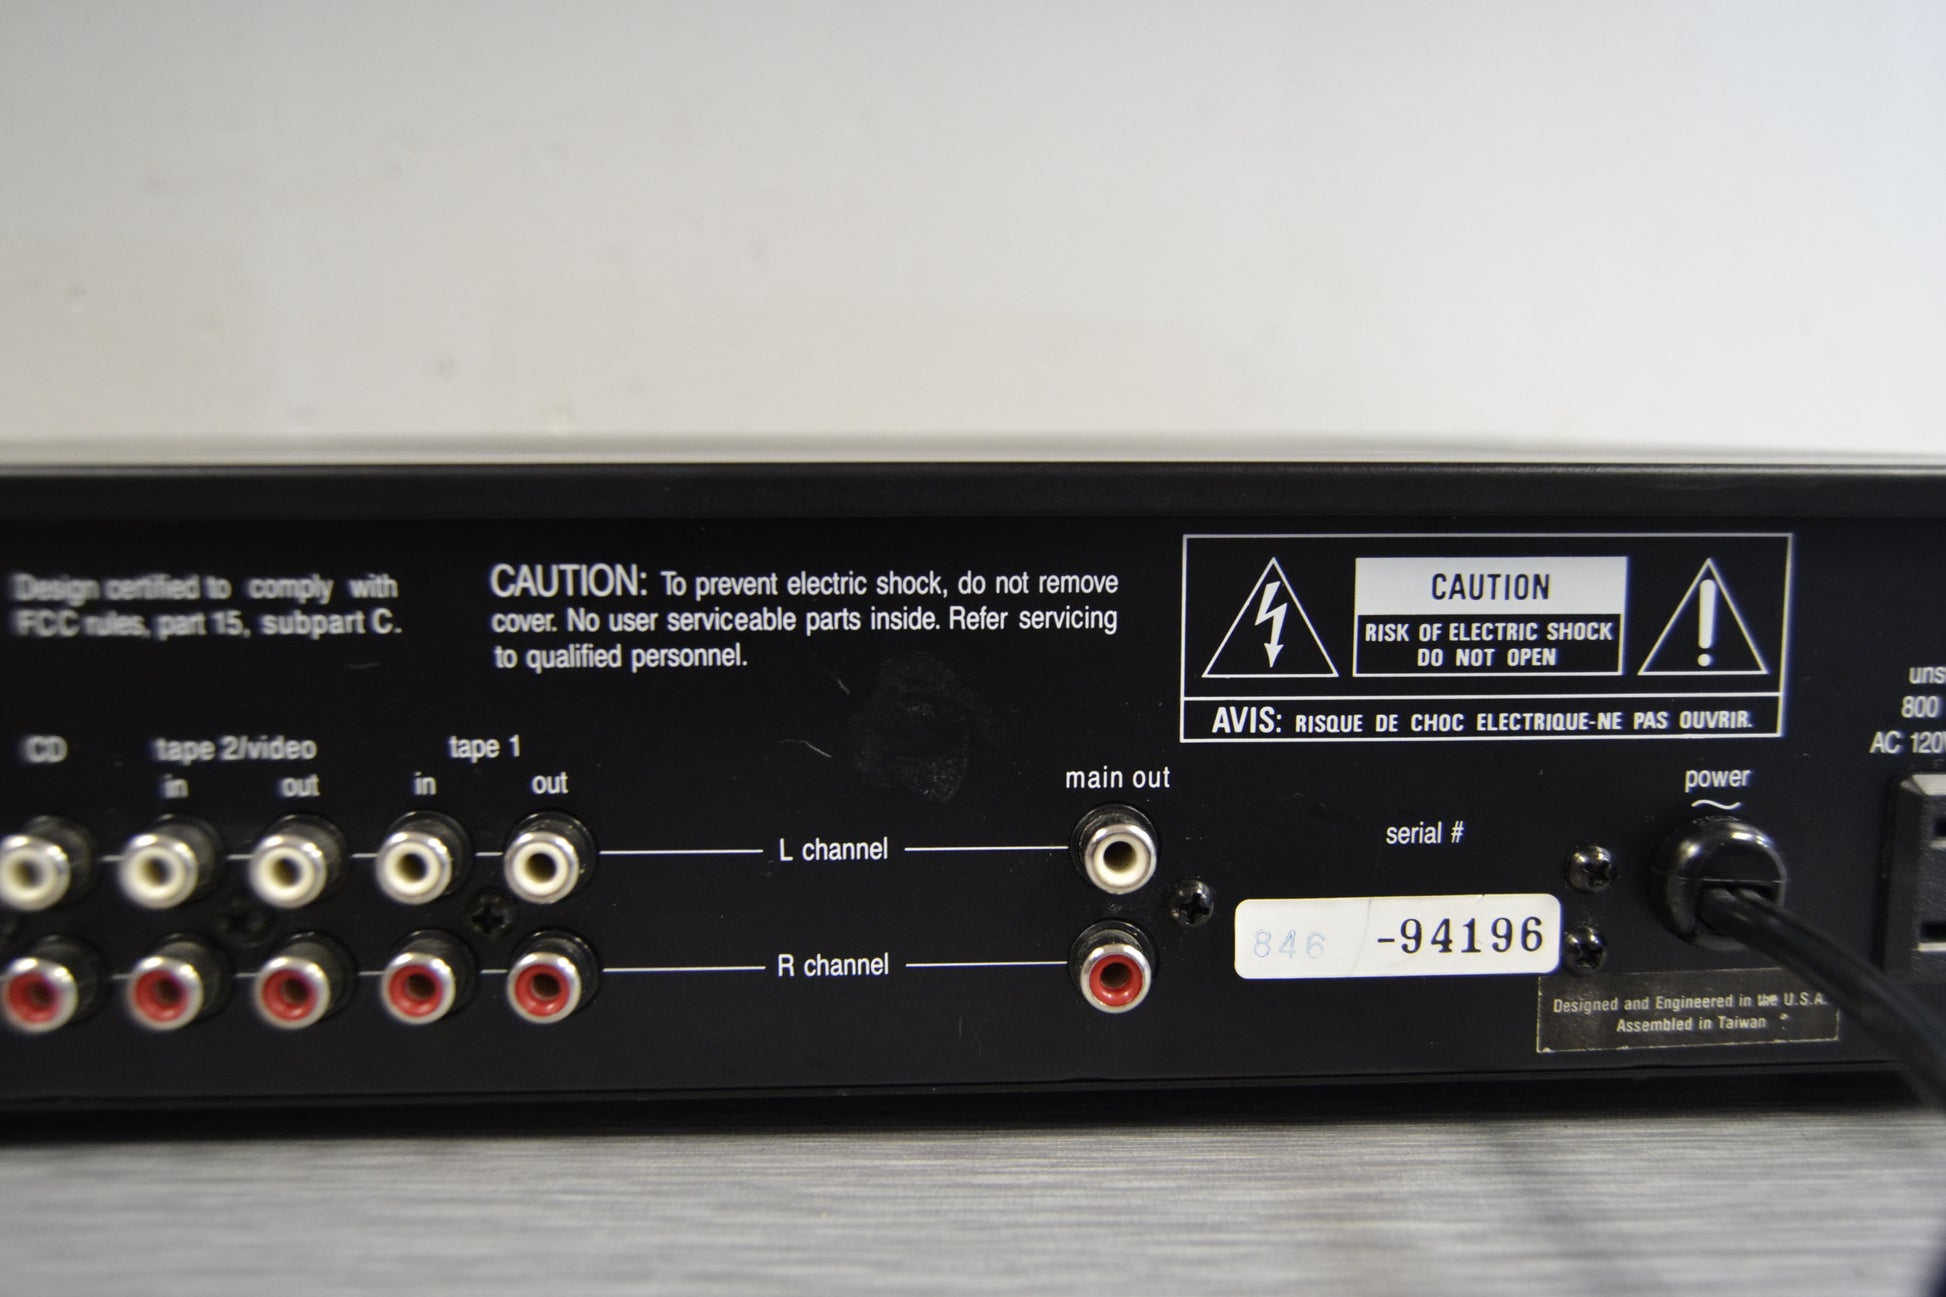 Design certified to comply with
FCC rules, part 15, subpart C.
CAUTION: To prevent electric shock, do not remove
cover. No user serviceable parts inside. Refer servicing
to qualified personnel.
CAUTION
RISK OF ELECTRIC SHOCK
DO NOT OPEN
AVIS: RISQUE DE CHOC ELECTRIQUE-NE PAS OUVRIR.
800
AC 120V
CD
tape 2/video
in out
tape 1
in out
L channel
R channel
main out
serial #
846 -94196
power
Designed and Engineered in the U.S.A.
Assembled in Taiwan